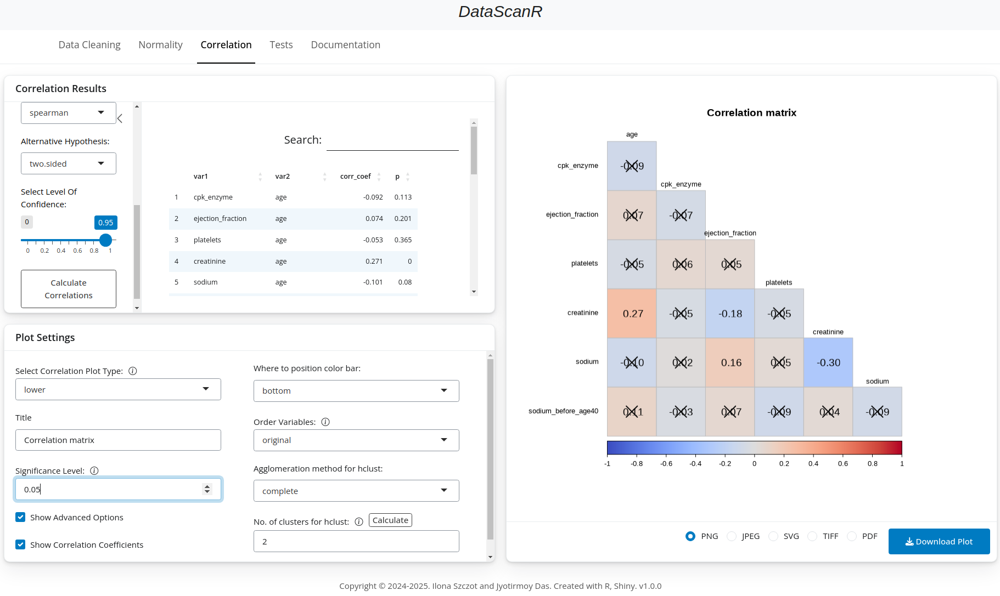 DataScanR
Data Cleaning Normality Correlation Tests Documentation
Correlation Results
spearman
Alternative Hypothesis:
two.sided
Select Level Of
Confidence:
0 0.95
0 0.2 0.4 0.6 0.8 1
Calculate
Correlations
Search:
var1 var2 corr_coef p
1 cpk_enzyme age -0.092 0.113
2 ejection_fraction age 0.074 0.201
3 platelets age -0.053 0.365
4 creatinine age 0.271 0
5 sodium age -0.101 0.08
Plot Settings
Select Correlation Plot Type:
lower
Title
Correlation matrix
Significance Level:
0.05
Show Advanced Options
Show Correlation Coefficients
Where to position color bar:
bottom
Order Variables:
original
Agglomeration method for hclust:
complete
No. of clusters for hclust: Calculate
2
Correlation matrix
age
cpk_enzyme -0.09
cpk_enzyme
ejection_fraction 0.07 -0.07
ejection_fraction
platelets -0.05 0.06 0.05
platelets
creatinine 0.27 -0.05 -0.18 -0.05
creatinine
sodium -0.10 0.02 0.16 0.05 -0.30
sodium
sodium_before_age40 0.11 -0.03 0.07 -0.09 0.04 -0.09
-1 -0.8 -0.6 -0.4 -0.2 0 0.2 0.4 0.6 0.8 1
PNG JPEG SVG TIFF PDF Download Plot
Copyright © 2024-2025. Ilona Szczot and Jyotirmoy Das. Created with R, Shiny. v1.0.0